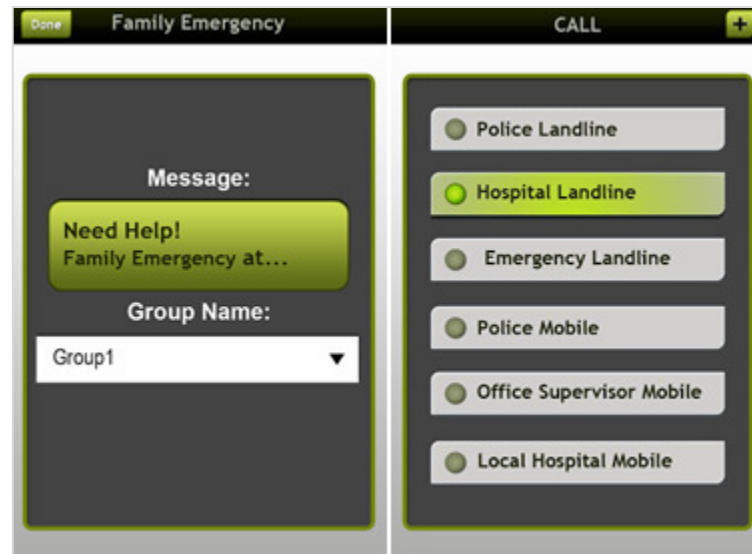 Done
Family Emergency
Message:
Need Help!
Family Emergency at...
Group Name:
Group1
CALL
+
Police Landline
Hospital Landline
Emergency Landline
Police Mobile
Office Supervisor Mobile
Local Hospital Mobile